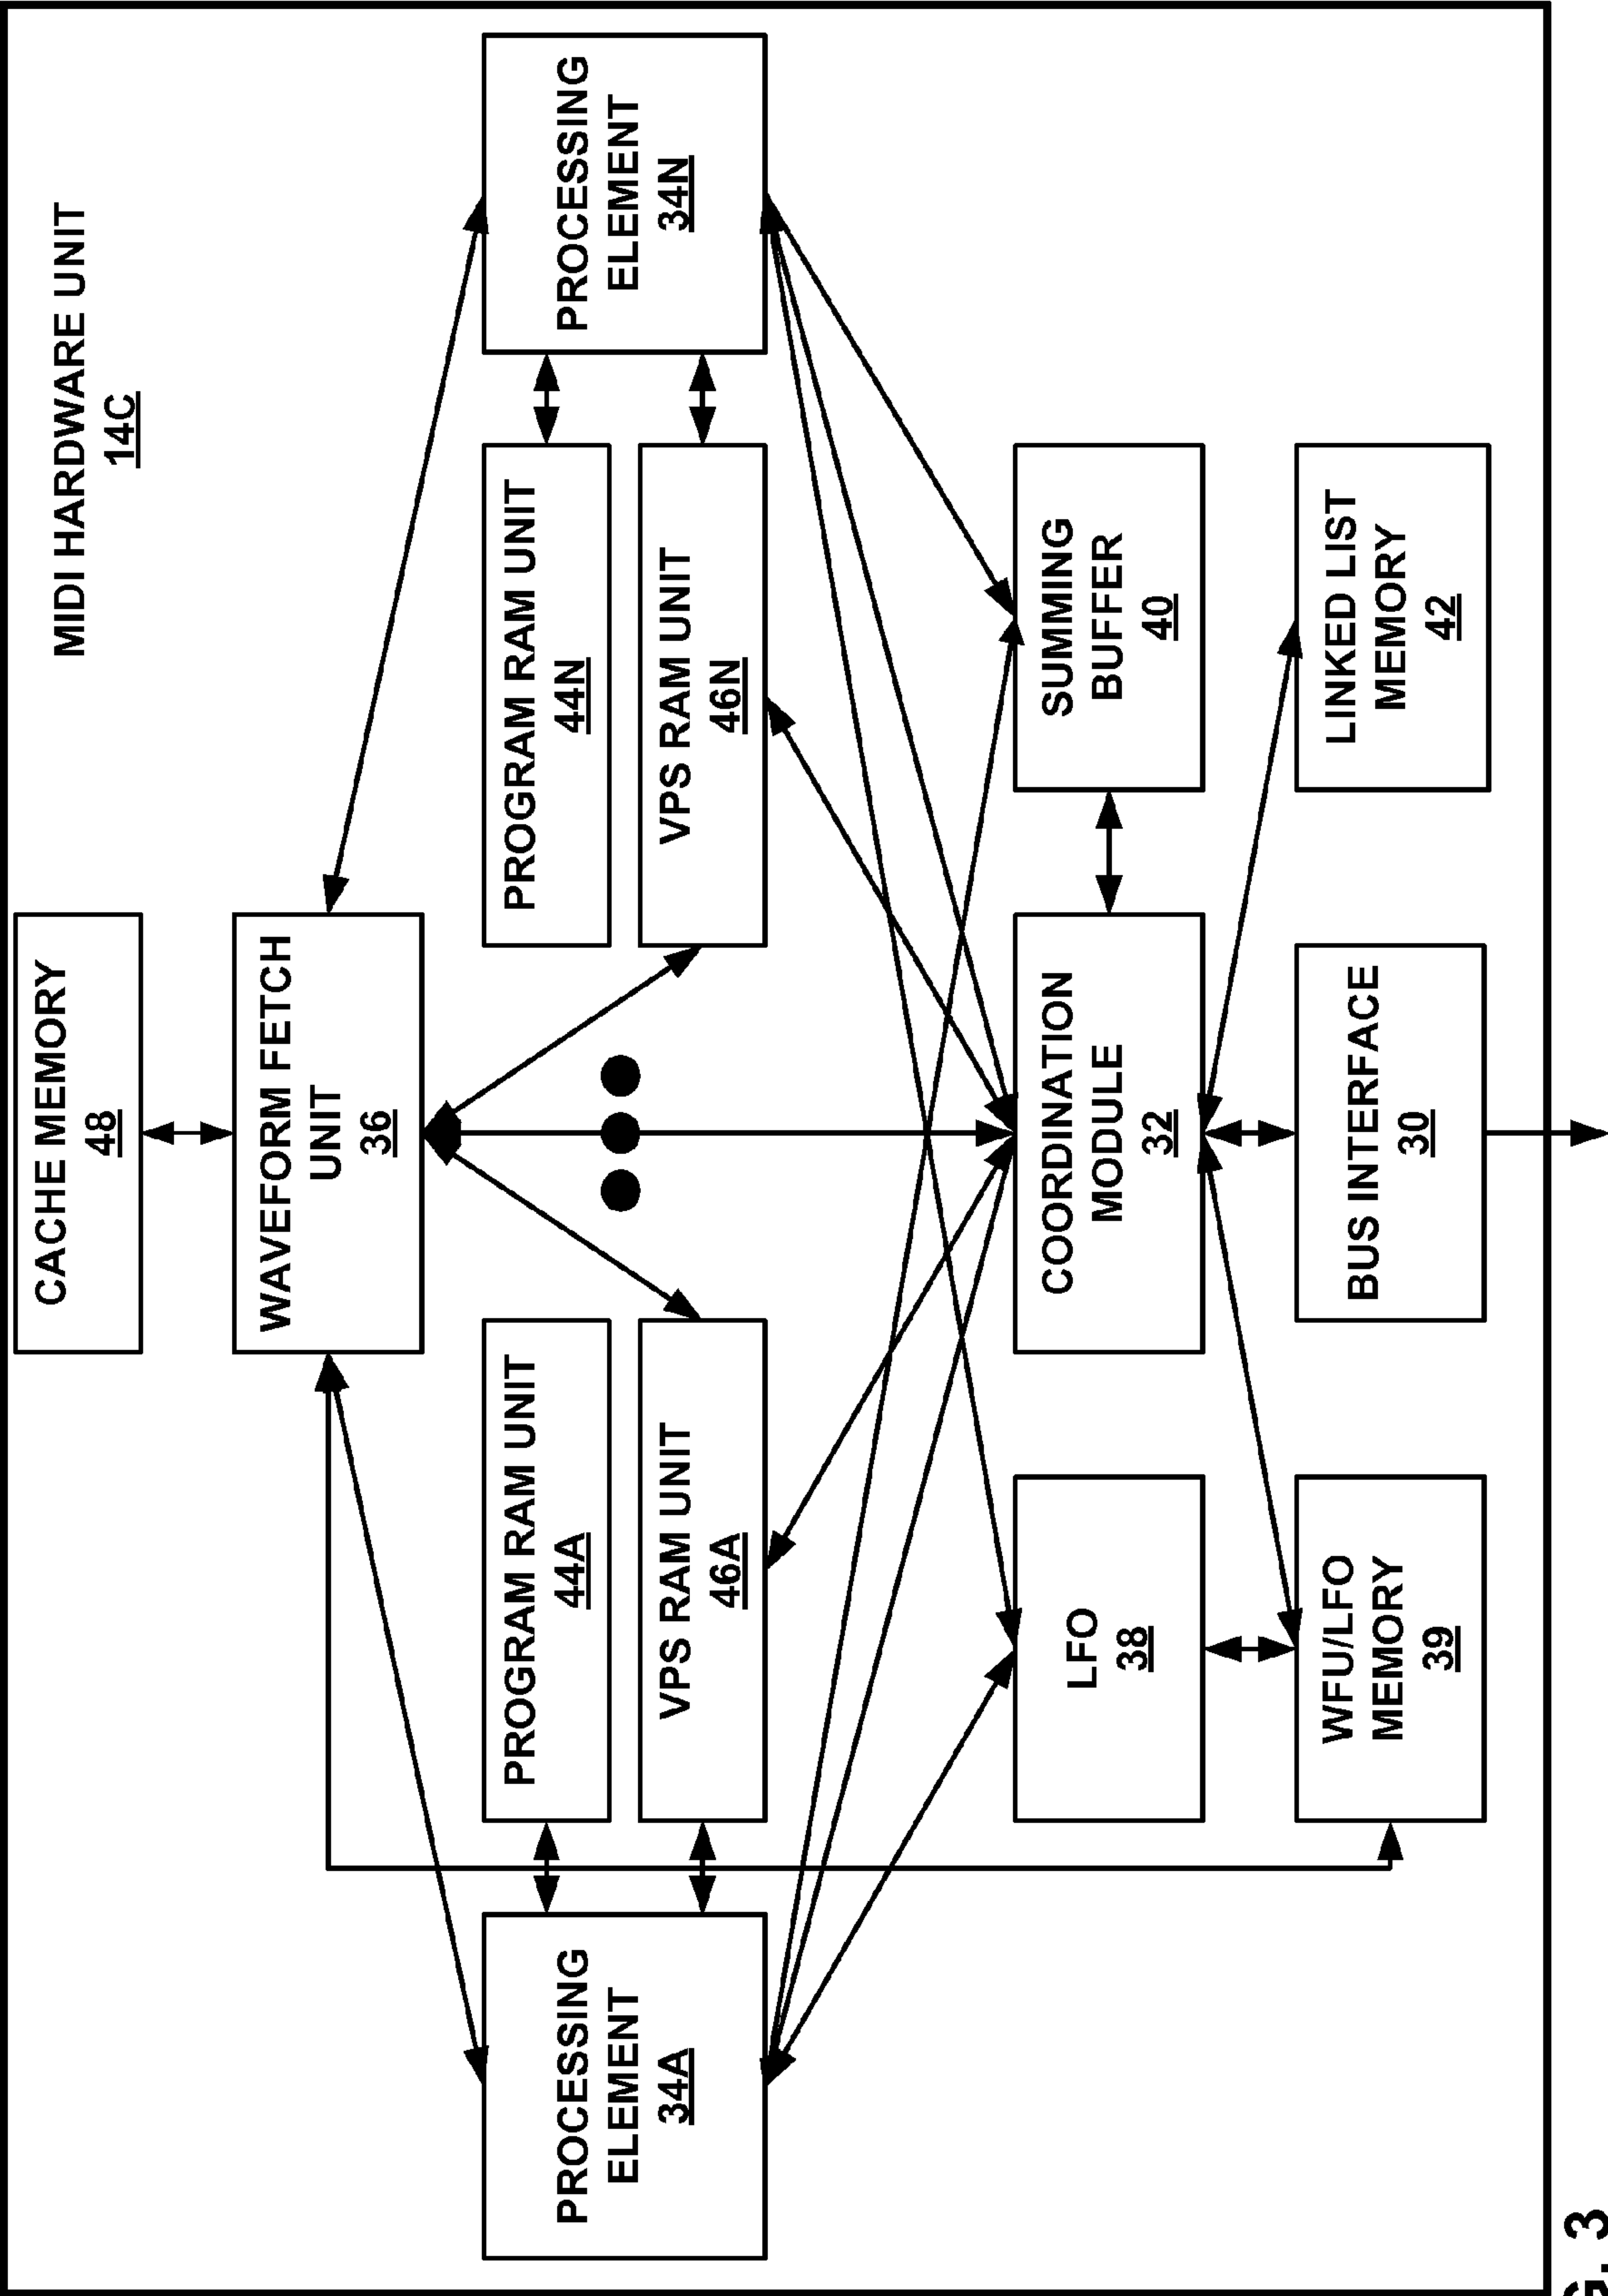 MIDI HARDWARE UNIT
14C
CACHE MEMORY
48
WAVEFORM FETCH
UNIT
36
PROCESSING
ELEMENT
34A
PROGRAM RAM UNIT
44A
VPS RAM UNIT
46A
PROGRAM RAM UNIT
44N
VPS RAM UNIT
46N
PROCESSING
ELEMENT
34N
LFO
38
COORDINATION
MODULE
32
SUMMING
BUFFER
40
WFU/LFO
MEMORY
39
BUS INTERFACE
30
LINKED LIST
MEMORY
42
G. 3